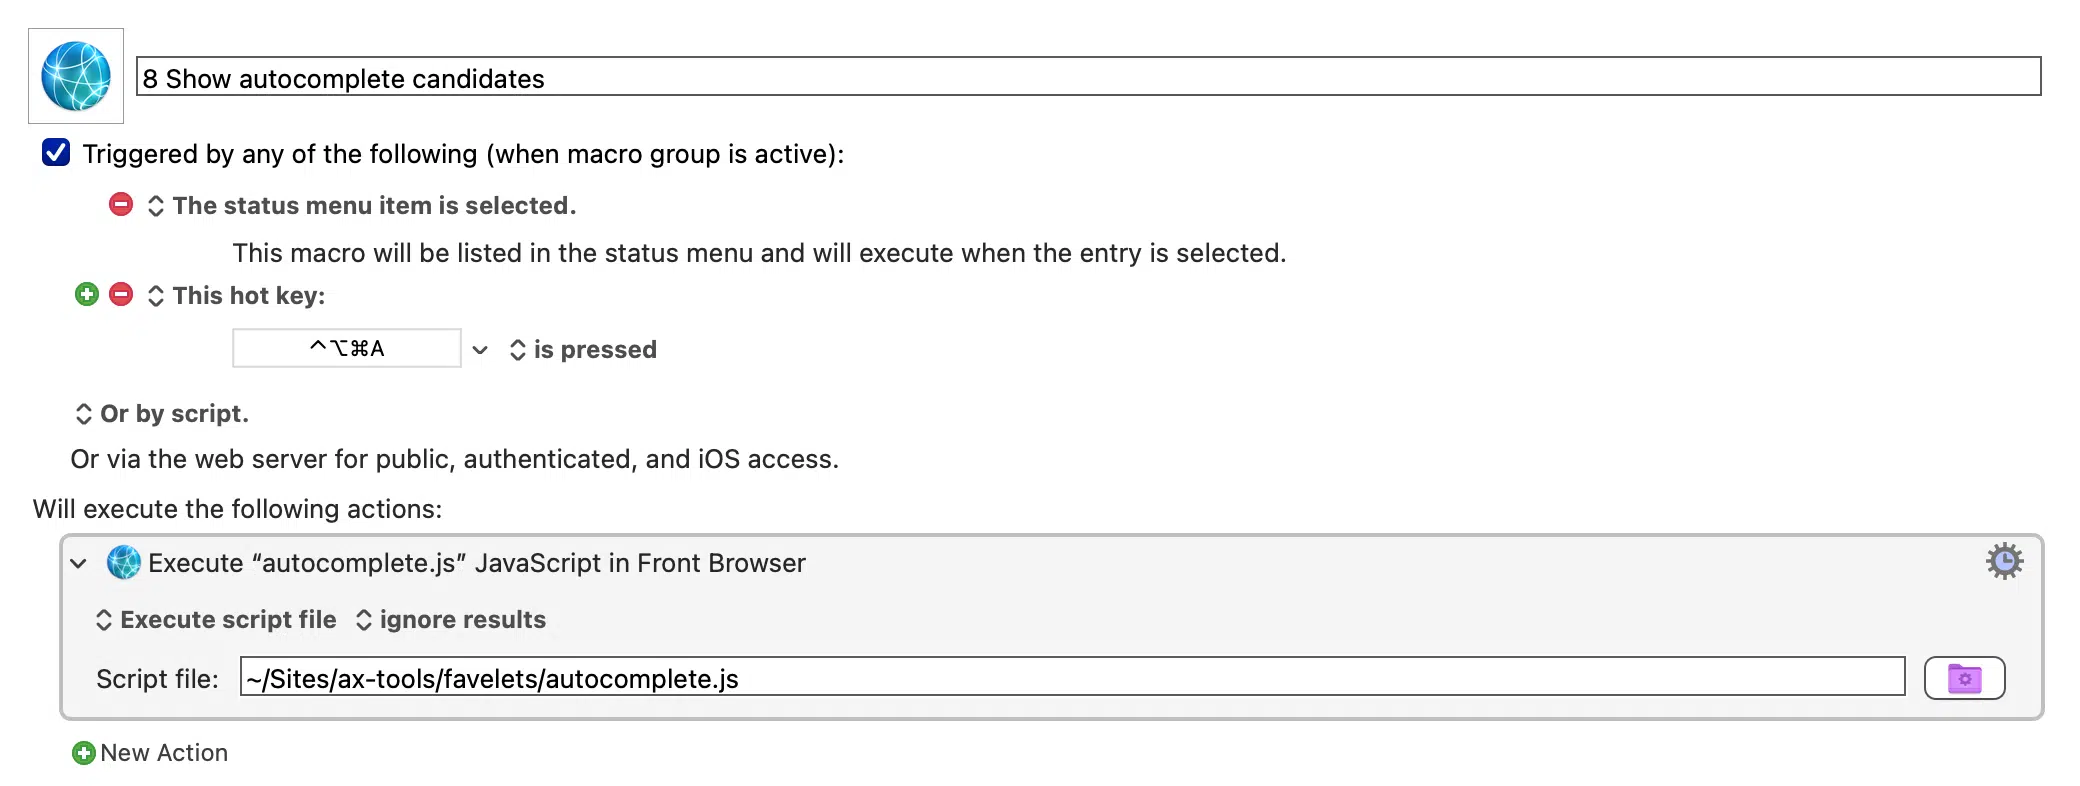 8 Show autocomplete candidates
Triggered by any of the following (when macro group is active):
The status menu item is selected.
This macro will be listed in the status menu and will execute when the entry is selected.
This hot key:
^⌥⌘A is pressed
Or by script.
Or via the web server for public, authenticated, and iOS access.
Will execute the following actions:
Execute “autocomplete.js” JavaScript in Front Browser
Execute script file ignore results
Script file: ~/Sites/ax-tools/favelets/autocomplete.js
New Action